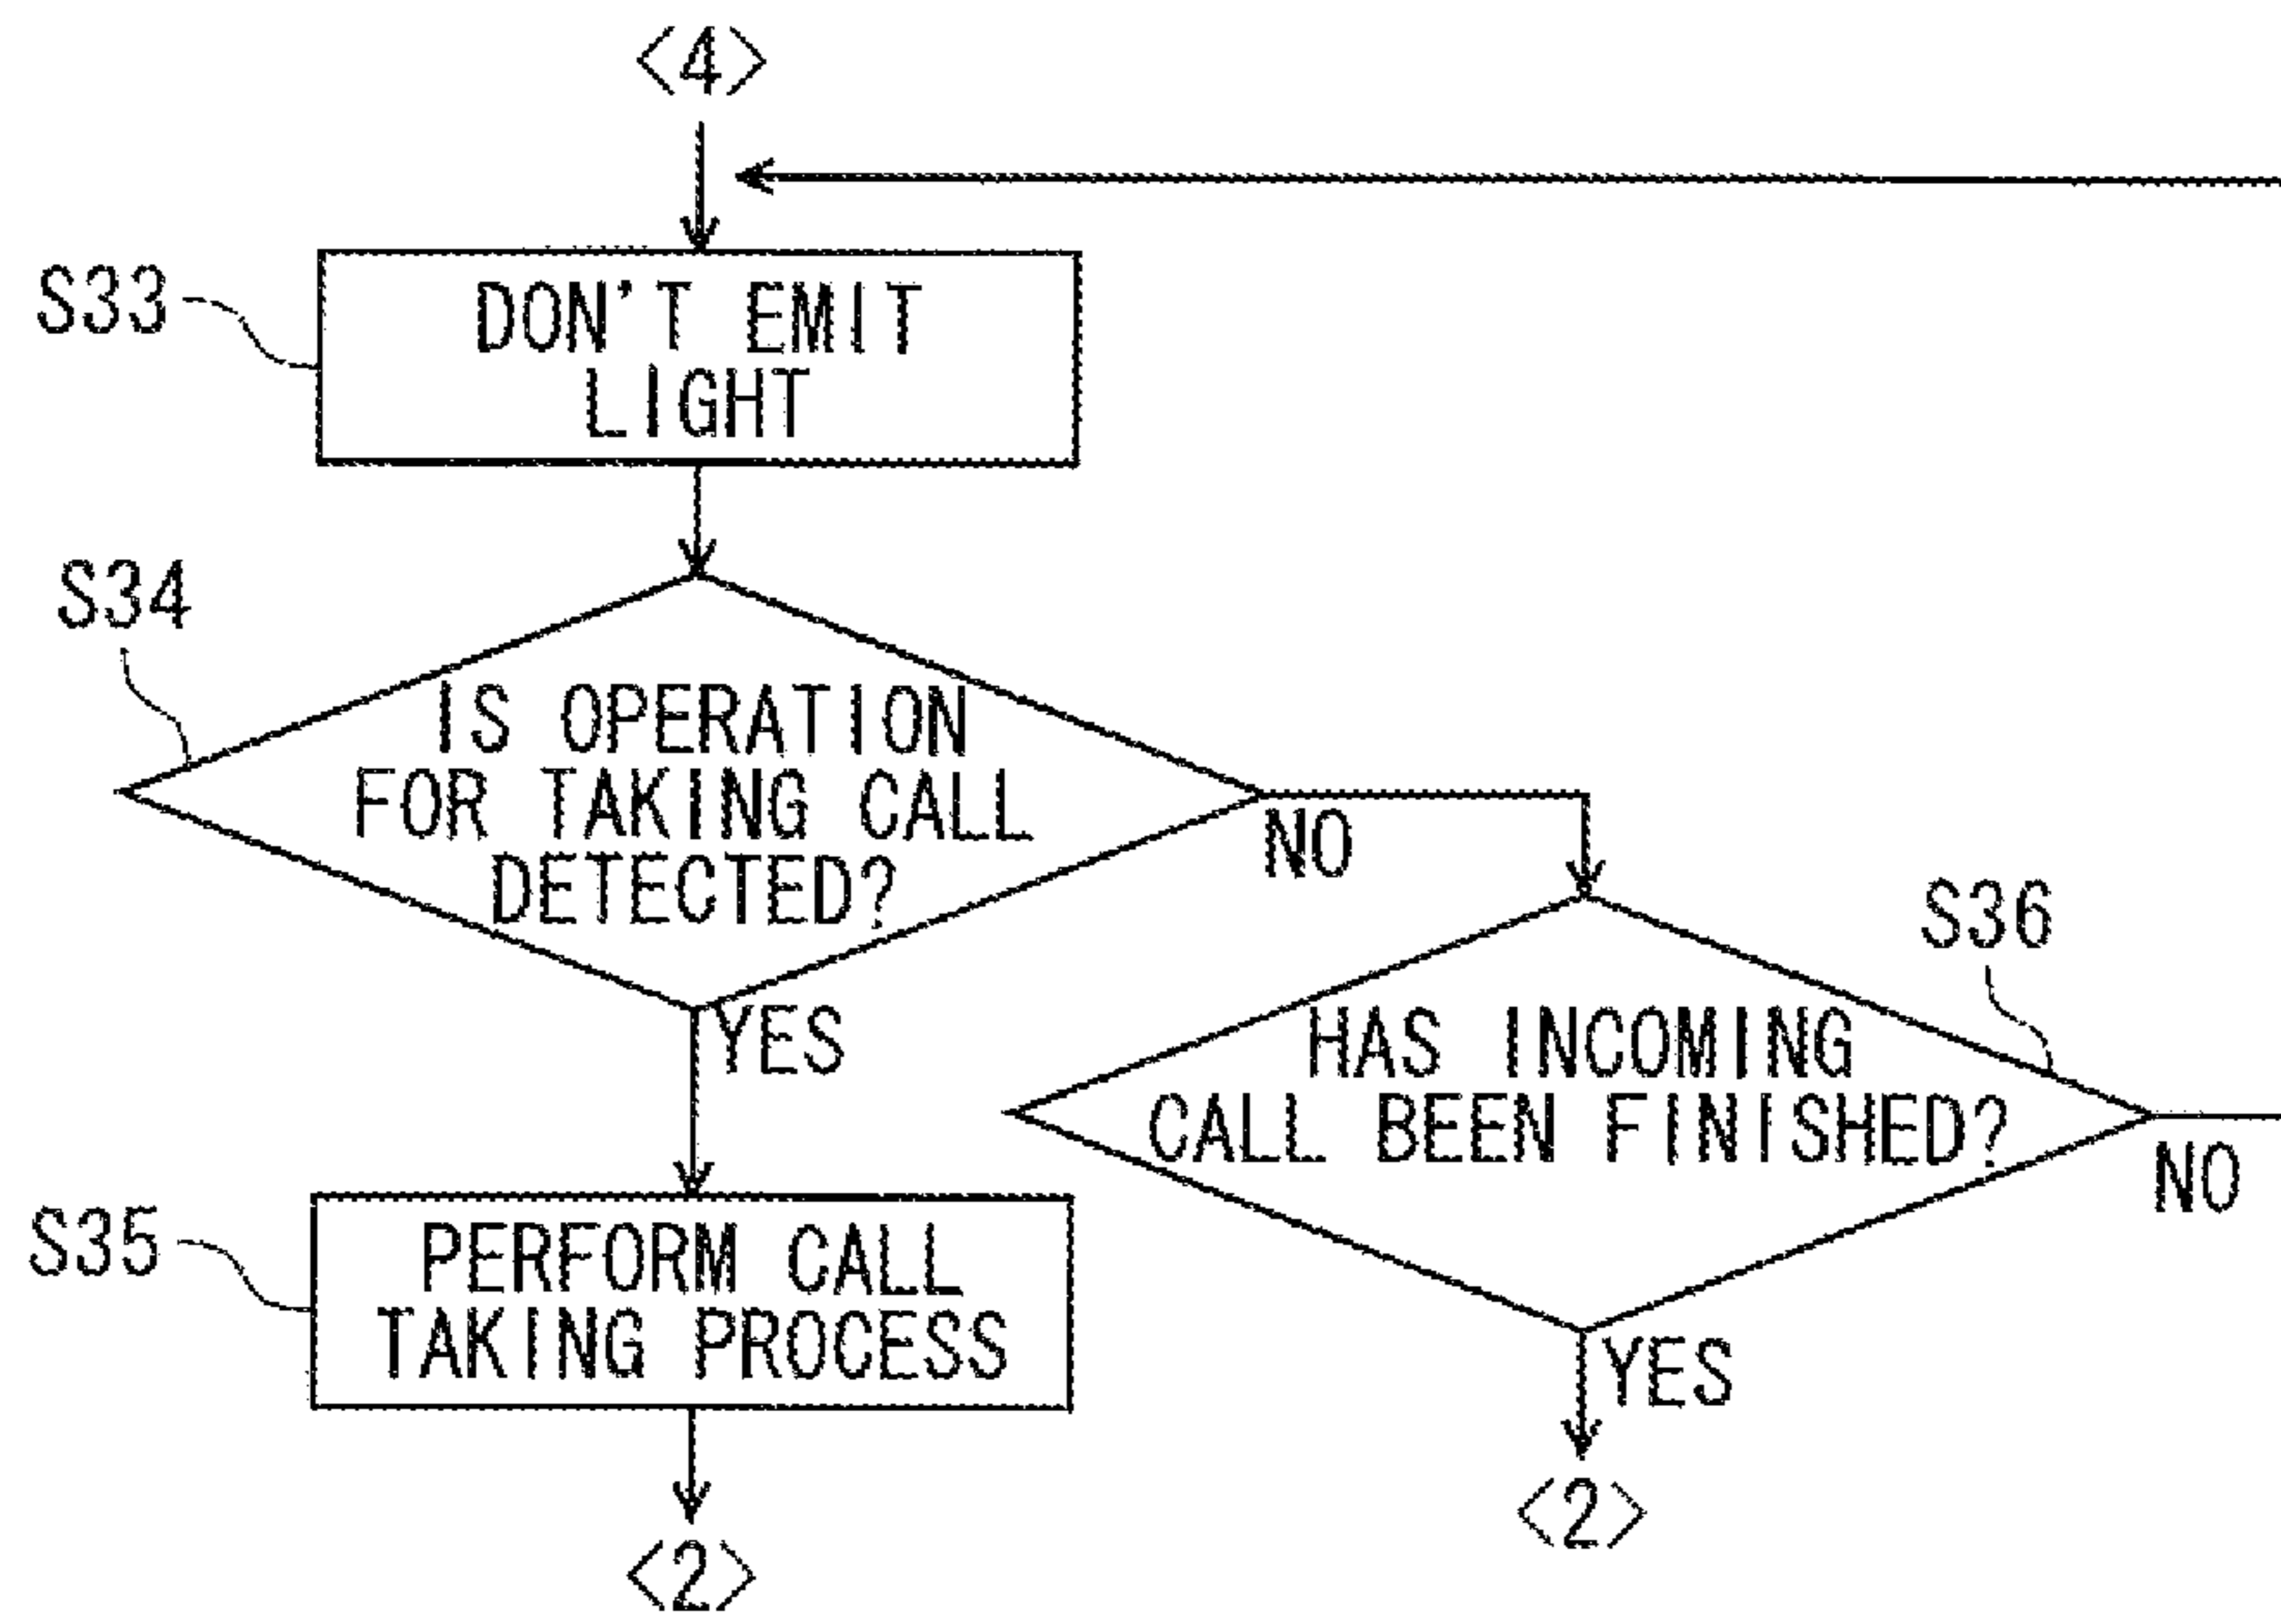 <4>
S33
DON'T EMIT
LIGHT
S34
IS OPERATION
FOR TAKING CALL
DETECTED?
NO
YES
S36
HAS INCOMING
CALL BEEN FINISHED?
NO
YES
<2>
S35
PERFORM CALL
TAKING PROCESS
<2>